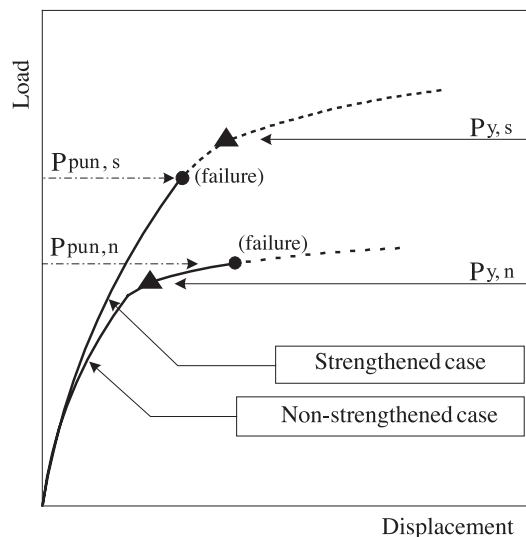 Load
Py,s
Ppun,s
(failure)
Ppun,n
(failure)
Py,n
Strengthened case
Non-strengthened case
Displacement